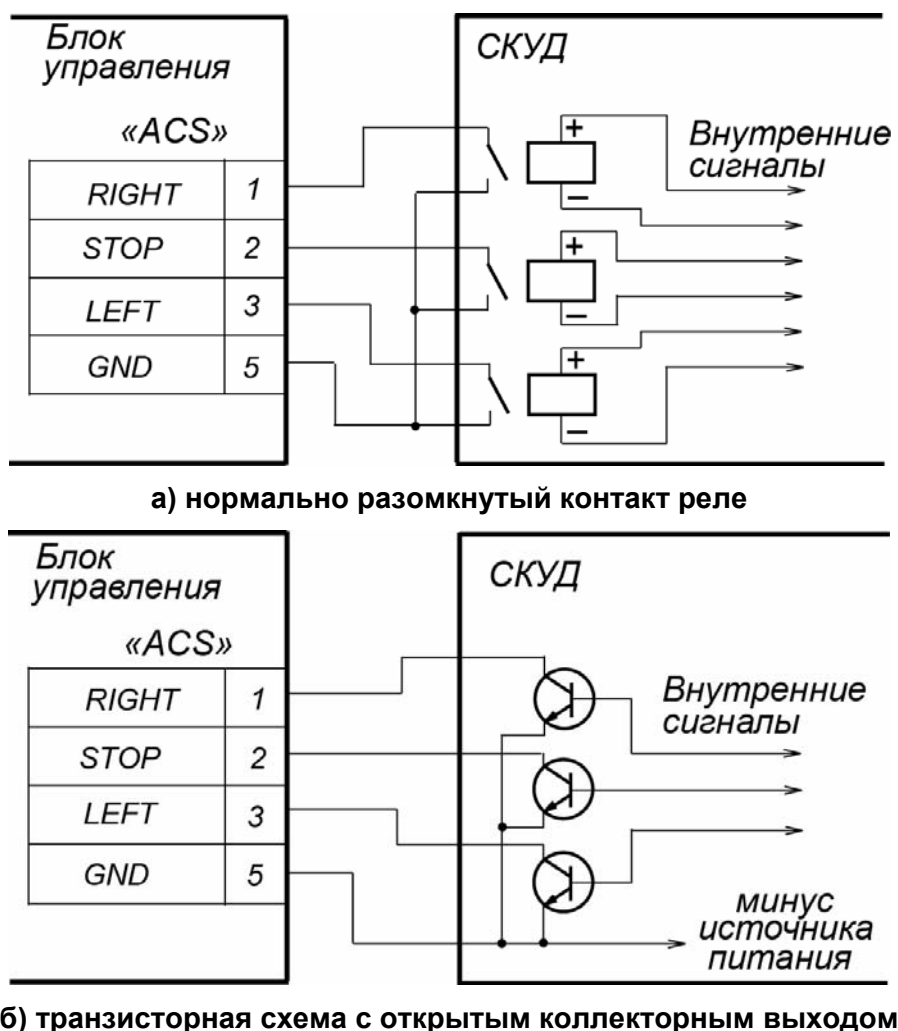 Блок
управления
«ACS»
RIGHT 1
STOP 2
LEFT 3
GND 5
СКУД
+
Внутренние
сигналы
−
+
−
+
−
а) нормально разомкнутый контакт реле
Блок
управления
«ACS»
RIGHT 1
STOP 2
LEFT 3
GND 5
СКУД
Внутренние
сигналы
минус
источника
питания
б) транзисторная схема с открытым коллекторным выходом